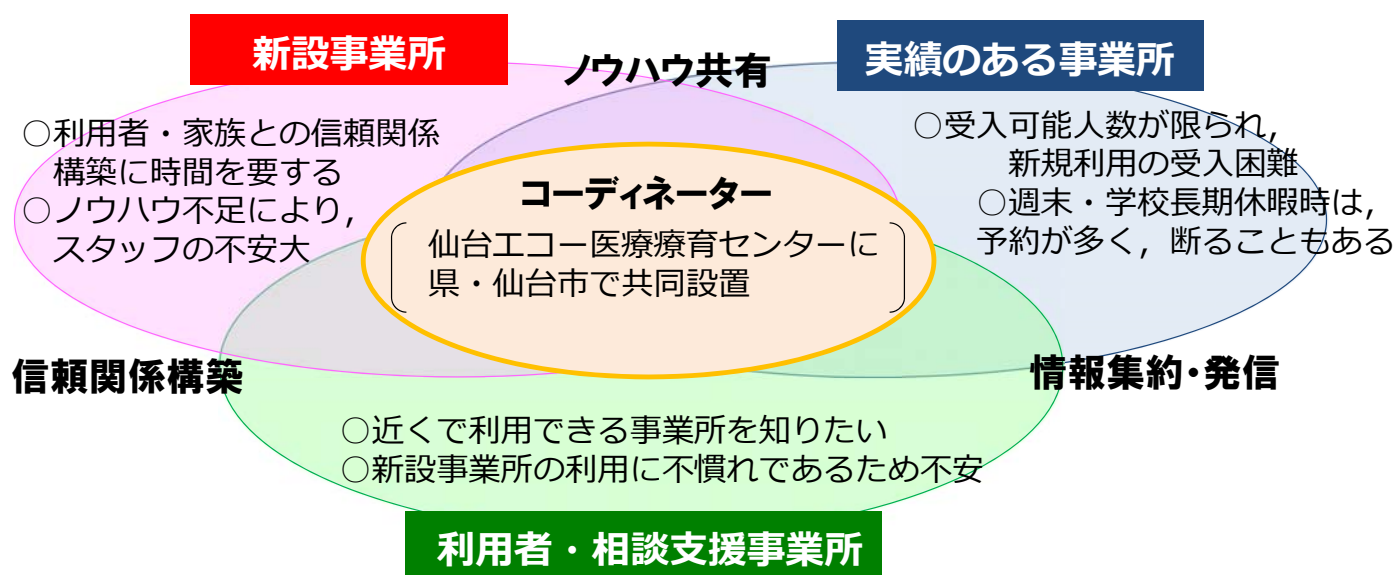 新設事業所
ノウハウ共有
実績のある事業所
○利用者・家族との信頼関係
構築に時間を要する
○ノウハウ不足により，
スタッフの不安大
○受入可能人数が限られ，
新規利用の受入困難
○週末・学校長期休暇時は，
予約が多く，断ることもある
コーディネーター
仙台エコー医療療育センターに
県・仙台市で共同設置
信頼関係構築
情報集約・発信
○近くで利用できる事業所を知りたい
○新設事業所の利用に不慣れであるため不安
利用者・相談支援事業所